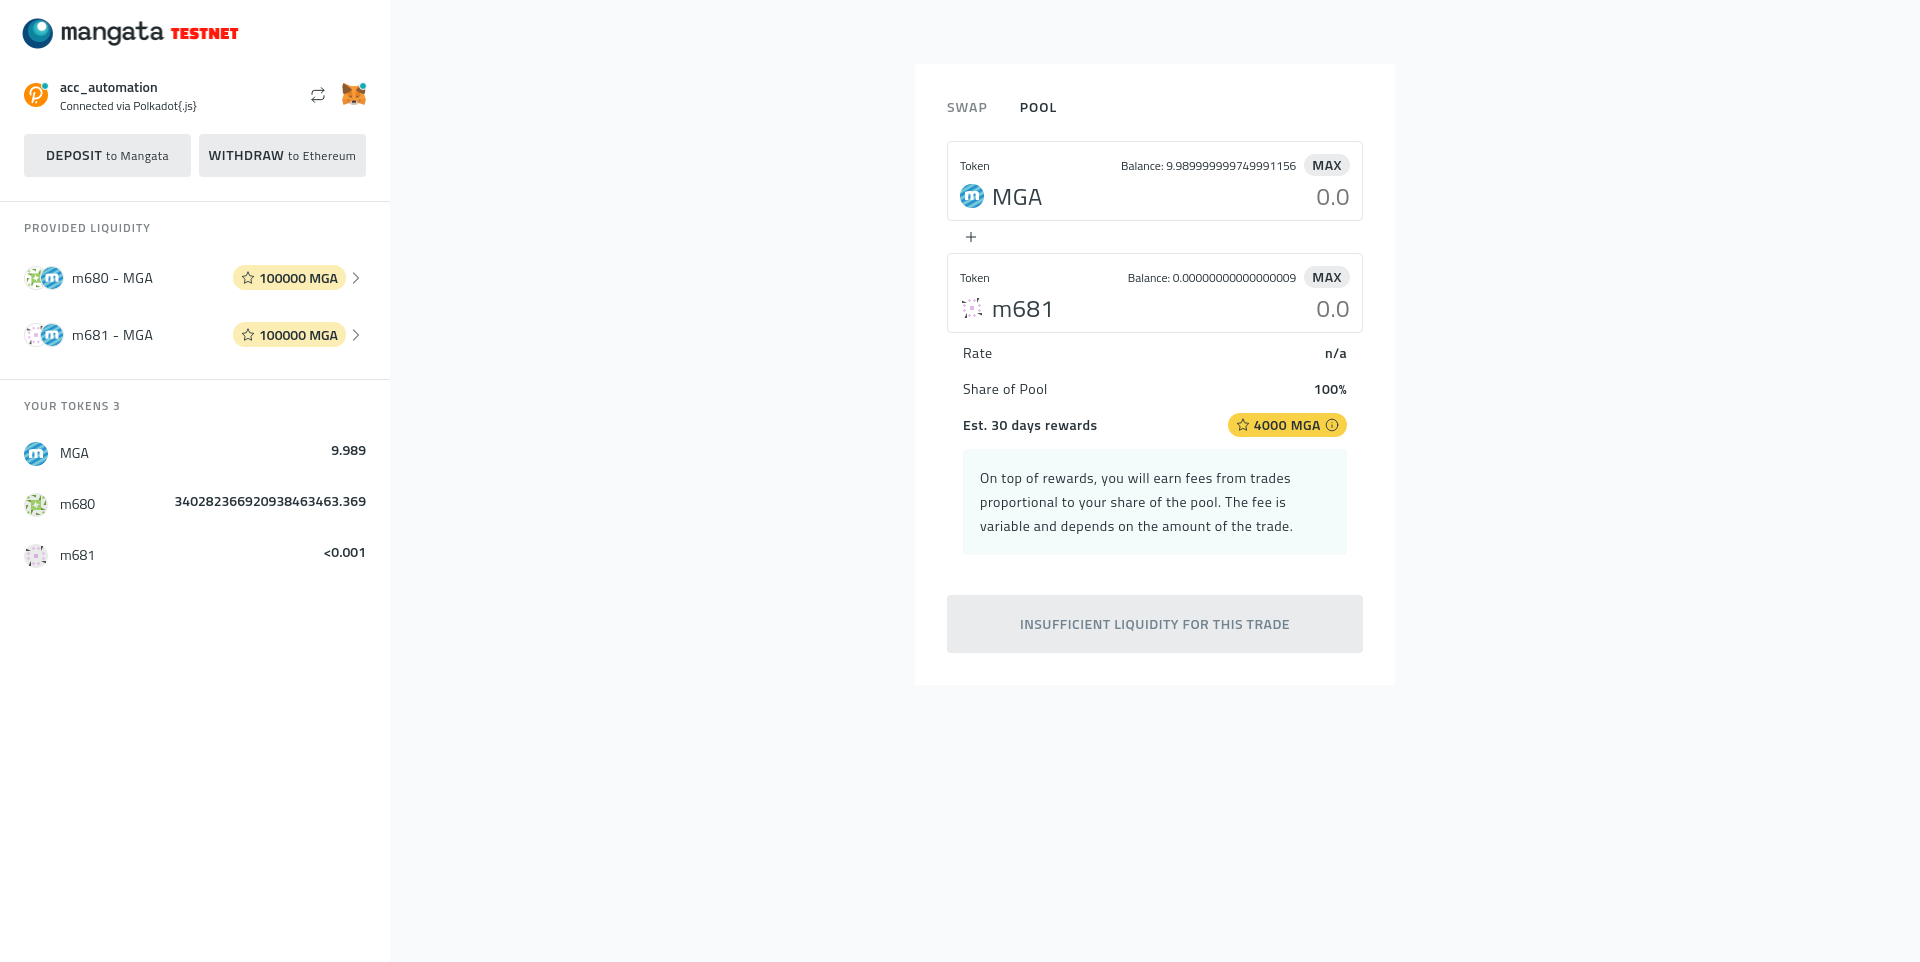 mangata TESTNET
acc_automation
Connected via Polkadot{.js}
DEPOSIT to Mangata
WITHDRAW to Ethereum
PROVIDED LIQUIDITY
m680 - MGA
100000 MGA
m681 - MGA
100000 MGA
YOUR TOKENS 3
MGA
9.989
m680
340282366920938463463.369
m681
<0.001
SWAP
POOL
Token
Balance: 9.989999999749991156
MAX
MGA
0.0
+
Token
Balance: 0.00000000000000009
MAX
m681
0.0
Rate
n/a
Share of Pool
100%
Est. 30 days rewards
4000 MGA
On top of rewards, you will earn fees from trades
proportional to your share of the pool. The fee is
variable and depends on the amount of the trade.
INSUFFICIENT LIQUIDITY FOR THIS TRADE